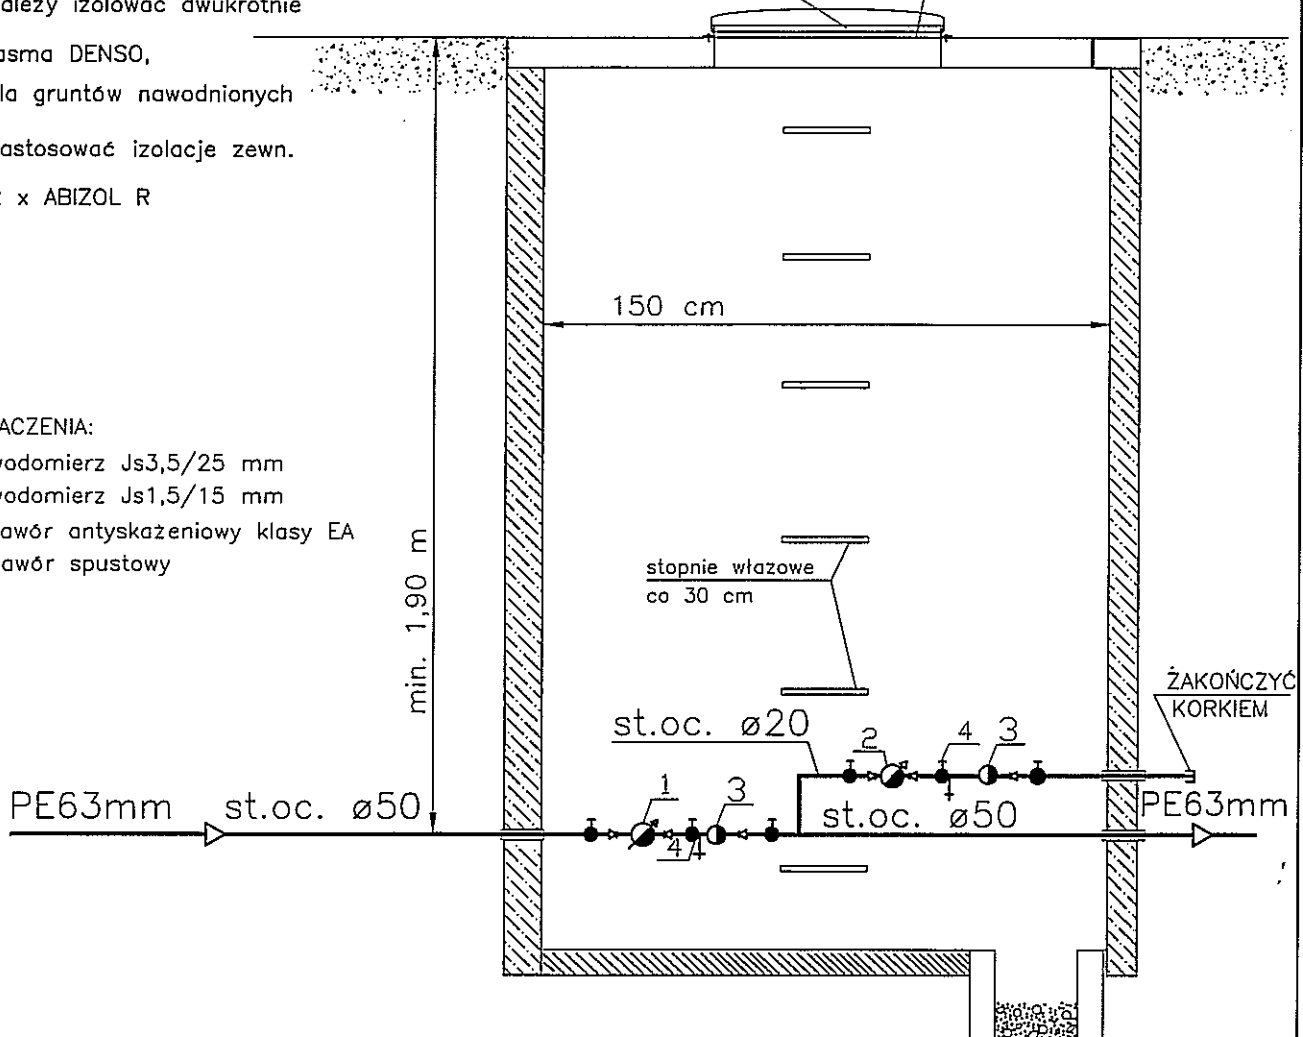 ależy izolować dwukrotnie
asma DENSO,
la gruntów nawodnionych
astosować izolacje zewn.
x ABIZOL R
150 cm
ACZENIA:
vodomierz Js3,5/25 mm
vodomierz Js1,5/15 mm
awór antyskażeniowy klasy EA
awór spustowy
min. 1,90 m
stopnie włazowe
co 30 cm
ŻAKOŃCZYĆ
KORKIEM
st.oc. ø20
2
4
3
PE63mm
st.oc. ø50
1
3
4
st.oc. ø50
PE63mm